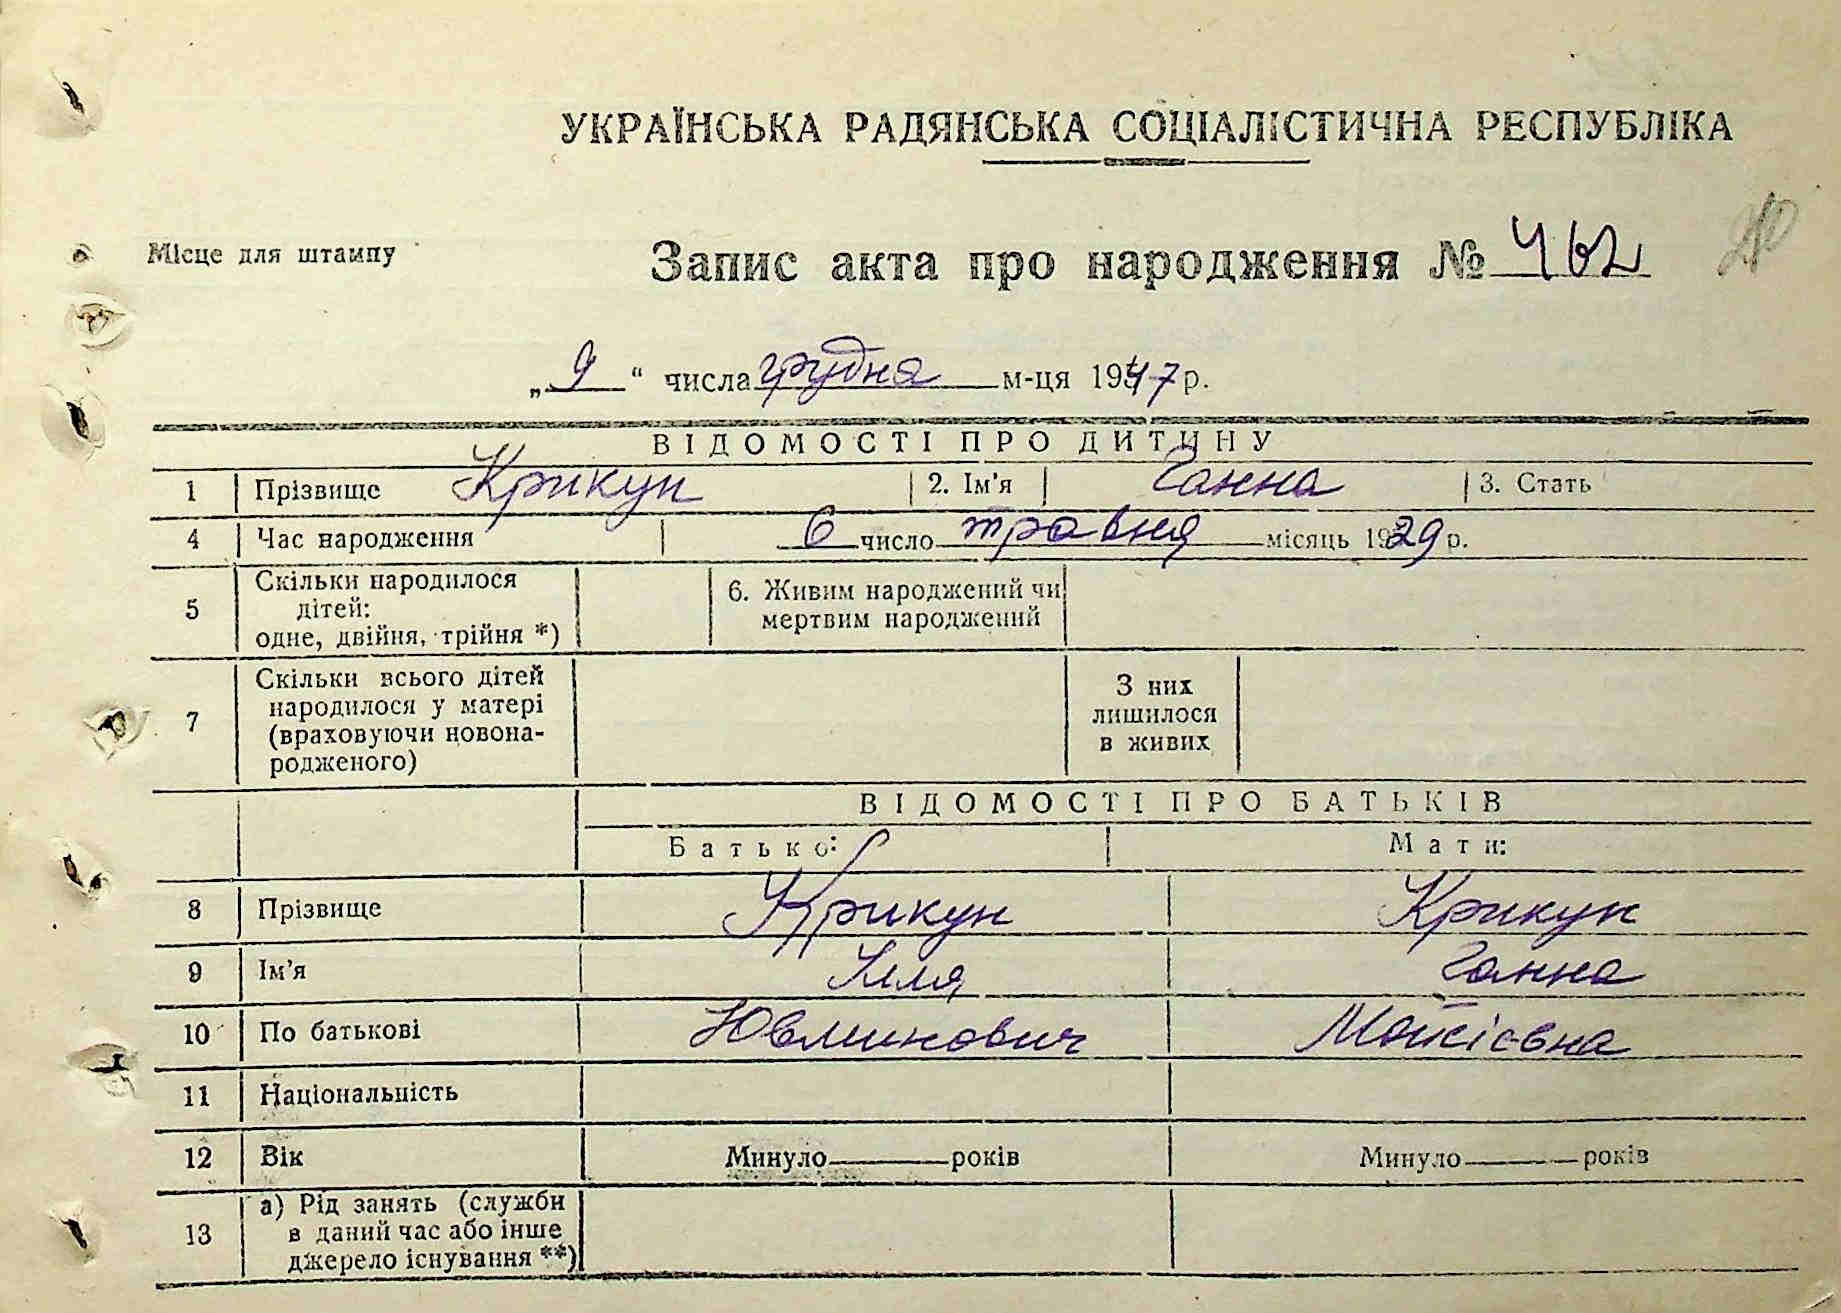 УКРАЇНСЬКА РАДЯНСЬКА СОЦІАЛІСТИЧНА РЕСПУБЛІКА
Місце для штампу
Запис акта про народження № 462
„ 9 “ числа грудня м-ця 1947 р.
ВІДОМОСТІ ПРО ДИТИНУ
1 Прізвище Крикун 2. Ім'я Ганна 3. Стать
4 Час народження 6 число травня місяць 1929 р.
5 Скільки народилося дітей: одне, двійня, трійня *) 6. Живим народжений чи мертвим народжений
7 Скільки всього дітей народилося у матері (враховуючи новонародженого) З них лишилося в живих
ВІДОМОСТІ ПРО БАТЬКІВ
Батько: Мати:
8 Прізвище Крикун Крикун
9 Ім'я Ілля Ганна
10 По батькові Мойсієвна
11 Національність
12 Вік Минуло років Минуло років
13 а) Рід занять (служби в даний час або інше джерело існування **)